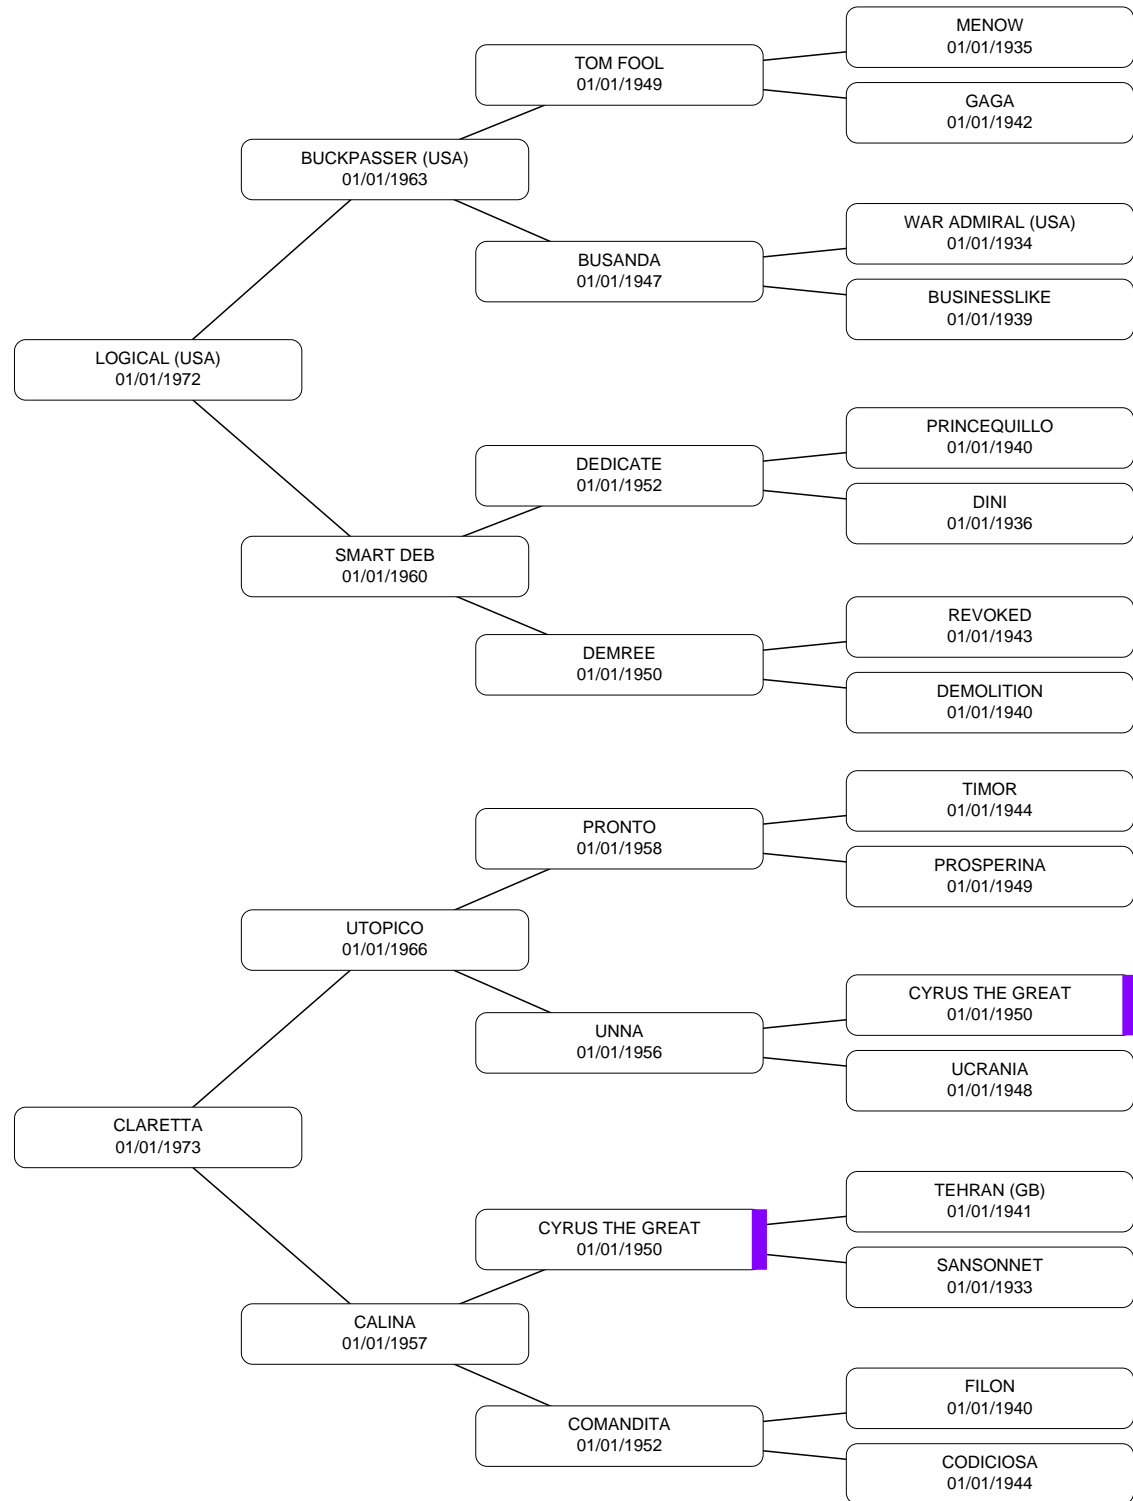 MENOW
01/01/1935
TOM FOOL
01/01/1949
GAGA
01/01/1942
BUCKPASSER (USA)
01/01/1963
WAR ADMIRAL (USA)
01/01/1934
BUSANDA
01/01/1947
BUSINESSLIKE
01/01/1939
LOGICAL (USA)
01/01/1972
PRINCEQUILLO
01/01/1940
DEDICATE
01/01/1952
DINI
01/01/1936
SMART DEB
01/01/1960
REVOKED
01/01/1943
DEMREE
01/01/1950
DEMOLITION
01/01/1940
TIMOR
01/01/1944
PRONTO
01/01/1958
PROSPERINA
01/01/1949
UTOPICO
01/01/1966
CYRUS THE GREAT
01/01/1950
UNNA
01/01/1956
UCRANIA
01/01/1948
CLARETTA
01/01/1973
TEHRAN (GB)
01/01/1941
CYRUS THE GREAT
01/01/1950
SANSONNET
01/01/1933
CALINA
01/01/1957
FILON
01/01/1940
COMANDITA
01/01/1952
CODICIOSA
01/01/1944